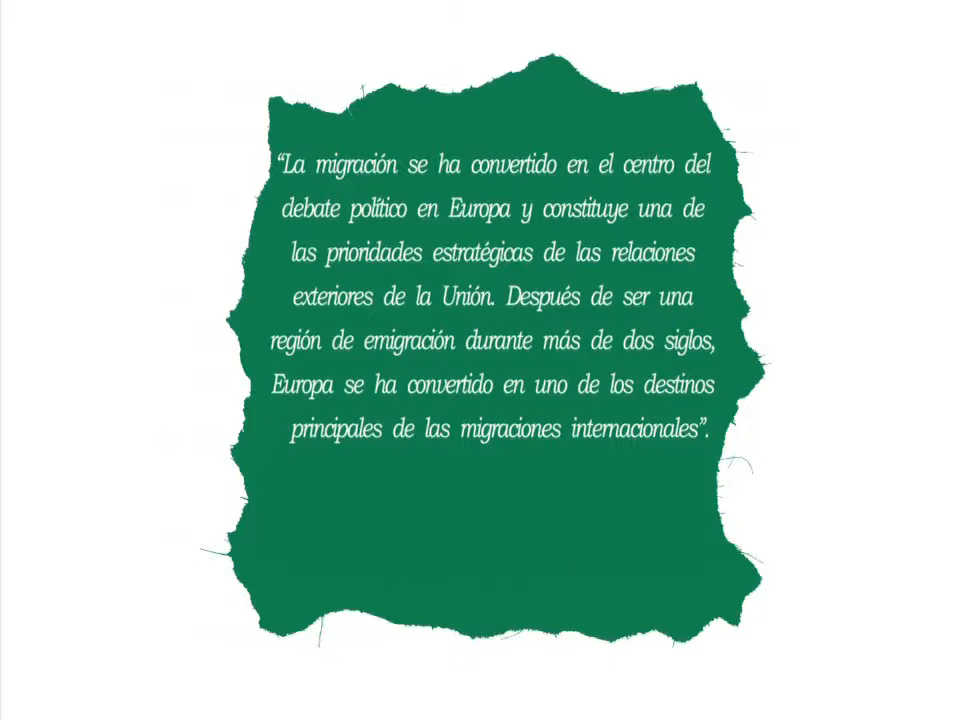 “La migración se ha convertido en el centro del
debate político en Europa y constituye una de
las prioridades estratégicas de las relaciones
exteriores de la Unión. Después de ser una
región de emigración durante más de dos siglos,
Europa se ha convertido en uno de los destinos
principales de las migraciones internacionales”.